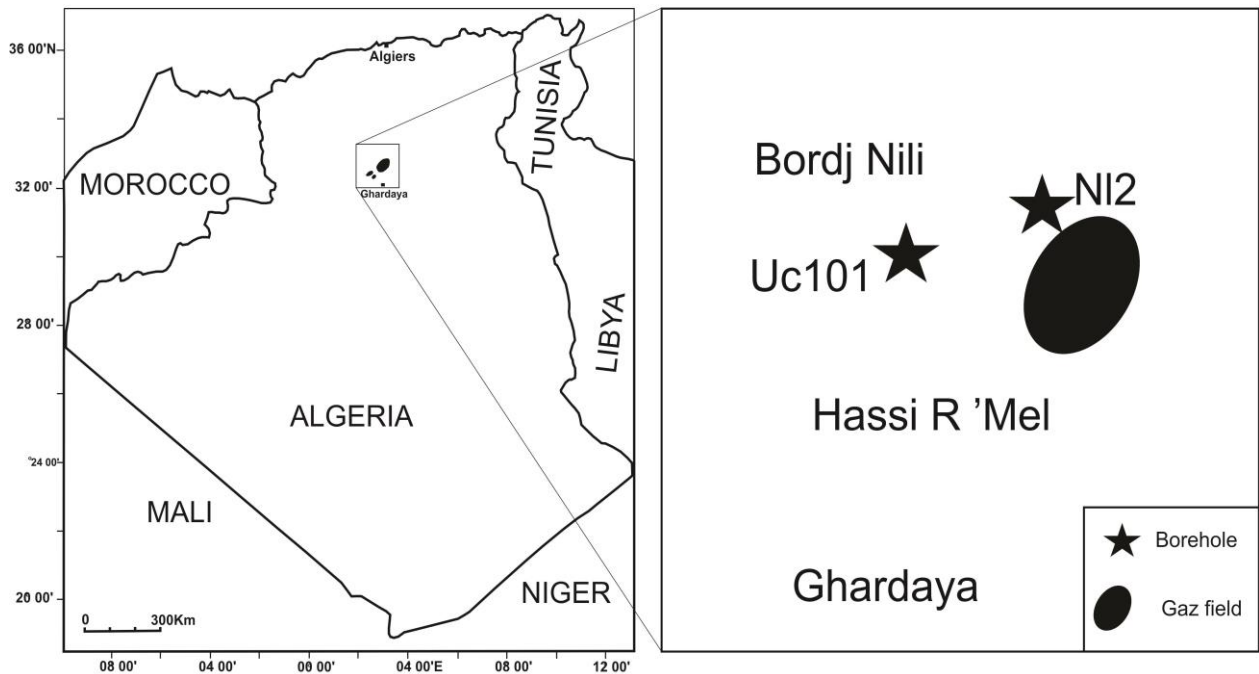 36 00'N
32 00'
28 00'
°24 00'
20 00'
08 00'
04 00'
00 00'
04 00'E
08 00'
12 00'
Algiers
TUNISIA
MOROCCO
Ghardaya
LIBYA
ALGERIA
MALI
NIGER
0 300Km
Bordj Nili
Nl2
Uc101
Hassi R 'Mel
Ghardaya
Borehole
Gaz field